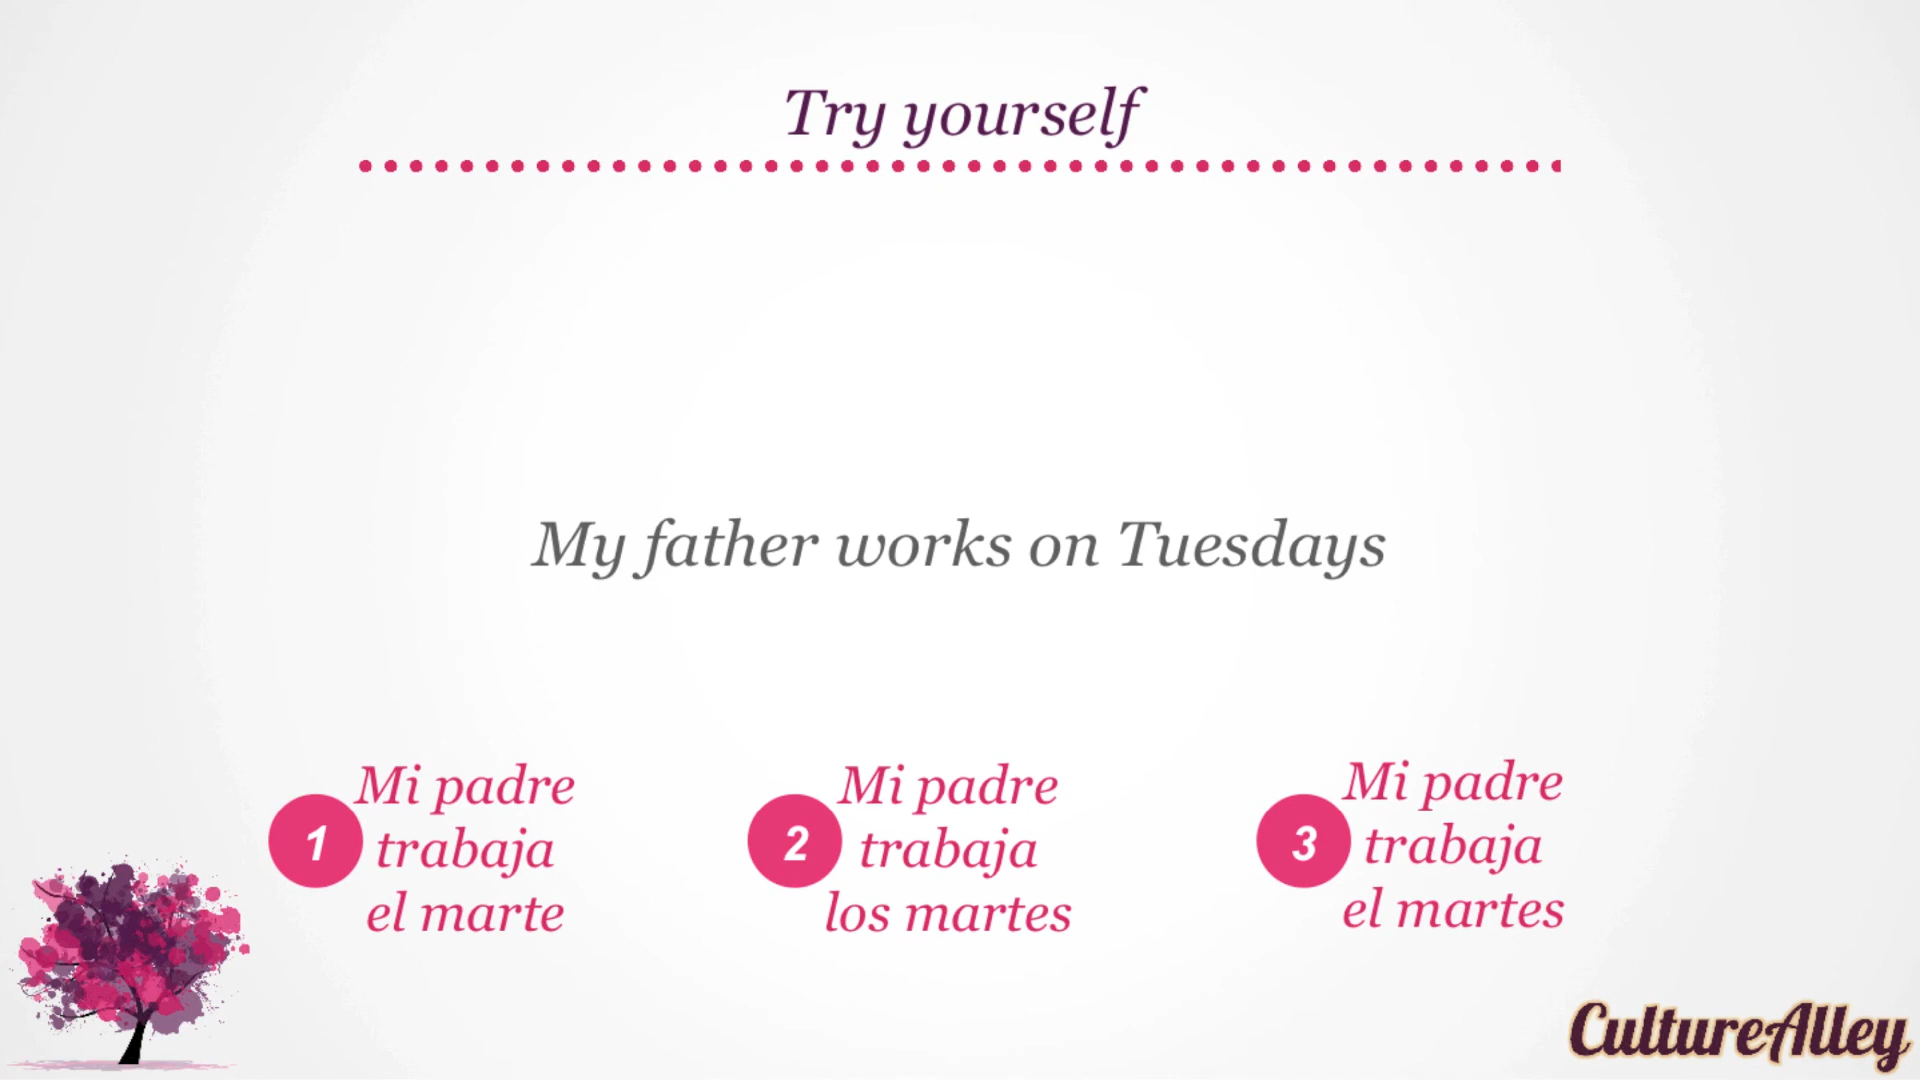 Try yourself
My father works on Tuesdays
1
Mi padre
trabaja
el marte
2
Mi padre
trabaja
los martes
3
Mi padre
trabaja
el martes
CultureAlley